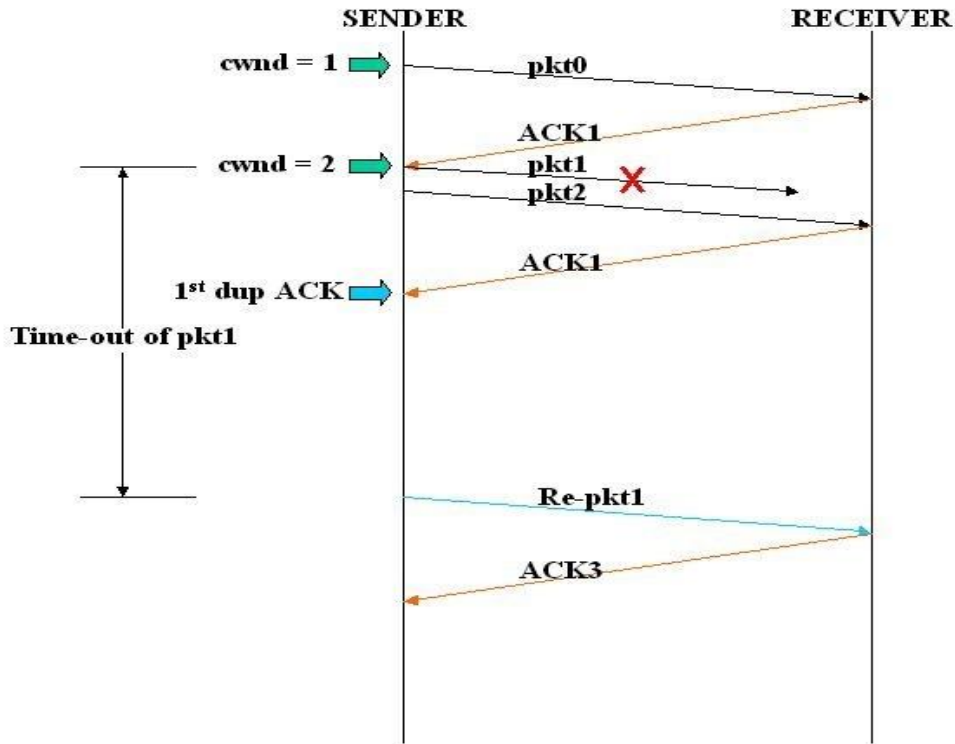 SENDER RECEIVER
cwnd = 1
pkt0
ACK1
cwnd = 2
pkt1
pkt2
ACK1
1st dup ACK
Time-out of pkt1
Re-pkt1
ACK3